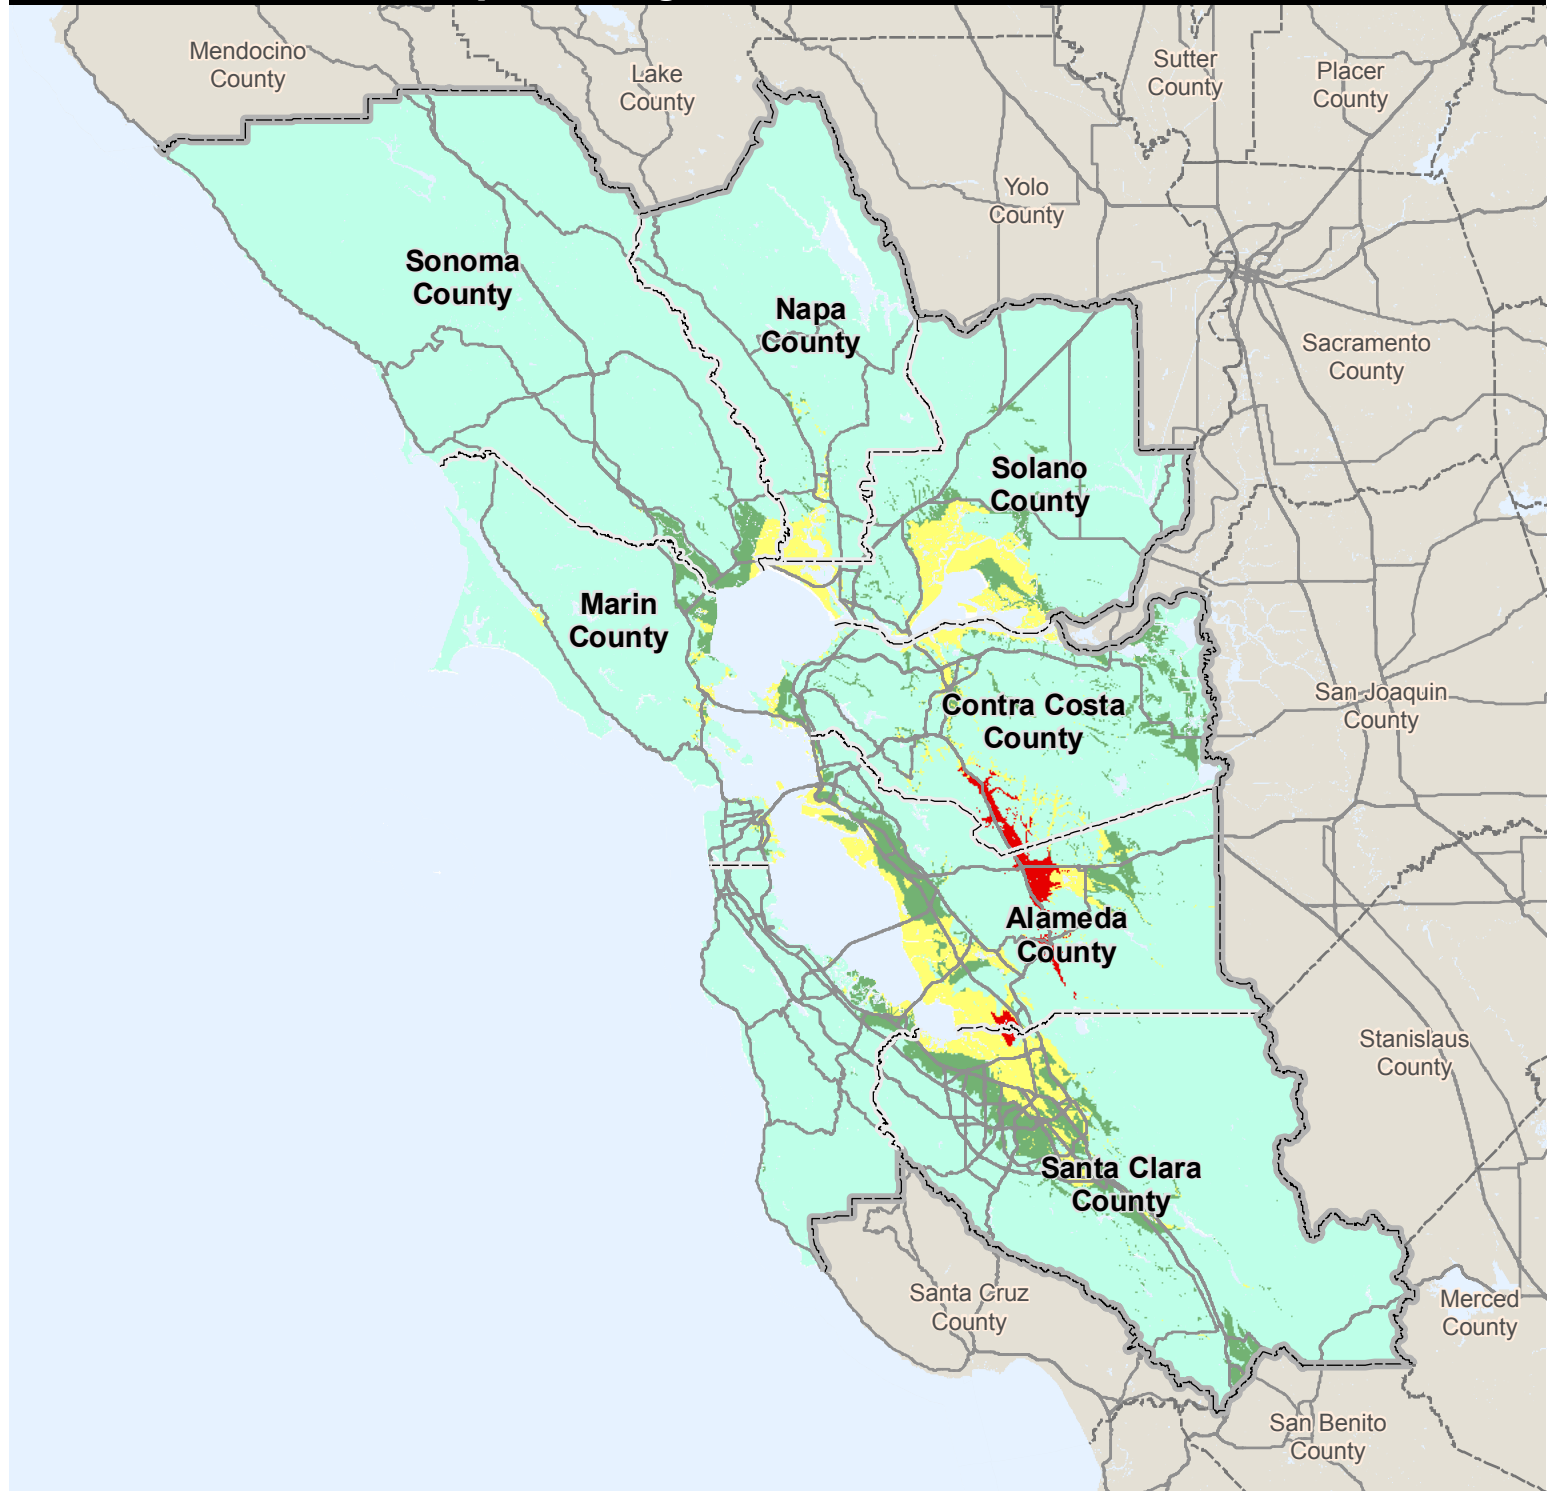 Mendocino
County
Lake
County
Sutter
County
Placer
County
Yolo
County
Sonoma
County
Napa
County
Sacramento
County
Solano
County
Marin
County
Contra Costa
County
San Joaquin
County
Alameda
County
Stanislaus
County
Santa Clara
County
Santa Cruz
County
Merced
County
San Benito
County